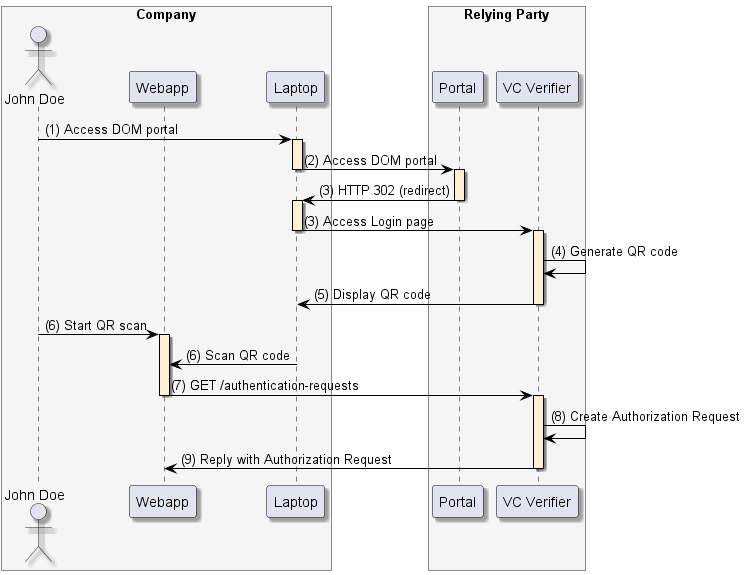 Company
Relying Party
John Doe
Webapp
Laptop
Portal
VC Verifier
(1) Access DOM portal
(2) Access DOM portal
(3) HTTP 302 (redirect)
(3) Access Login page
(4) Generate QR code
(5) Display QR code
(6) Start QR scan
(6) Scan QR code
(7) GET /authentication-requests
(8) Create Authorization Request
(9) Reply with Authorization Request
John Doe
Webapp
Laptop
Portal
VC Verifier